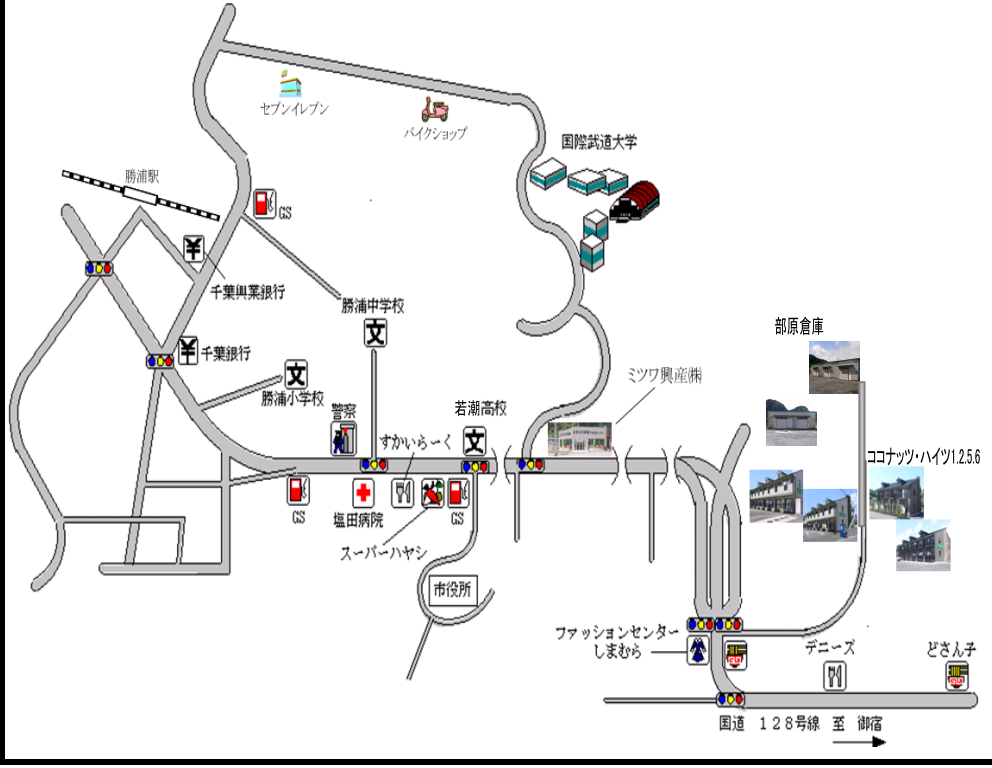 セブンイレブン
バイクショップ
国際武道大学
勝浦駅
GS
千葉興業銀行
勝浦中学校
文
部原倉庫
千葉銀行
ミツワ興産㈱
文
勝浦小学校
警察
若潮高校
すかいらーく
文
ココナッツ・ハイツ1.2.5.6
GS
塩田病院
GS
スーパーハヤシ
市役所
ファッションセンター
しまむら
デニーズ
どさん子
国道 128号線 至 御宿